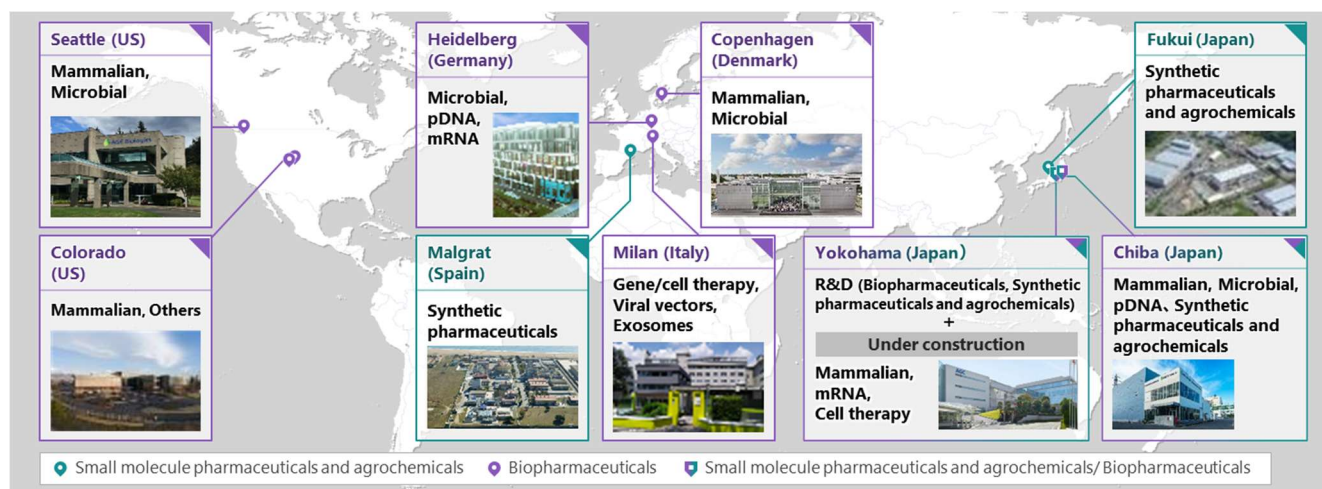 Seattle (US)
Mammalian,
Microbial
AGC Biologics
Heidelberg
(Germany)
Microbial,
pDNA,
mRNA
Copenhagen
(Denmark)
Mammalian,
Microbial
Fukui (Japan)
Synthetic
pharmaceuticals
and agrochemicals
Colorado
(US)
Mammalian, Others
Malgrat
(Spain)
Synthetic
pharmaceuticals
Milan (Italy)
Gene/cell therapy,
Viral vectors,
Exosomes
Yokohama (Japan）
R&D (Biopharmaceuticals, Synthetic
pharmaceuticals and agrochemicals)
+
Under construction
Mammalian,
mRNA,
Cell therapy
AGC
Chiba (Japan)
Mammalian, Microbial,
pDNA、Synthetic
pharmaceuticals and
agrochemicals
Small molecule pharmaceuticals and agrochemicals
Biopharmaceuticals
Small molecule pharmaceuticals and agrochemicals/ Biopharmaceuticals